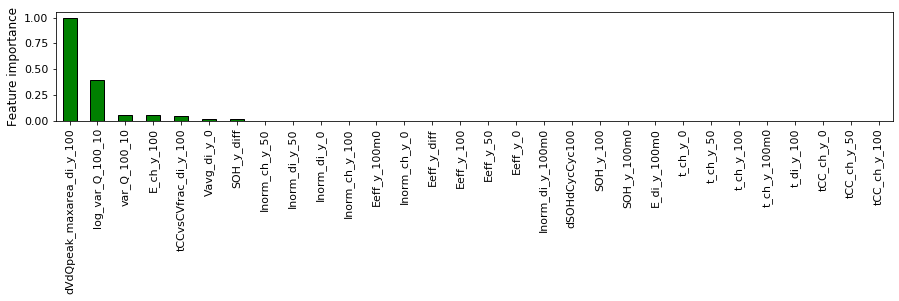 Feature importance
1.00
0.75
0.50
0.25
0.00
dVdQpeak_maxarea_di_y_100
log_var_Q_100_10
var_Q_100_10
E_ch_y_100
tCCvsCVfrac_di_y_100
Vavg_di_y_0
SOH_y_diff
Inorm_ch_y_50
Inorm_di_y_50
Inorm_di_y_0
Inorm_ch_y_100
Eeff_y_100m0
Inorm_ch_y_0
Eeff_y_diff
Eeff_y_100
Eeff_y_50
Eeff_y_0
Inorm_di_y_100m0
dSOHdCycCyc100
SOH_y_100
SOH_y_100m0
E_di_y_100m0
t_ch_y_0
t_ch_y_50
t_ch_y_100
t_ch_y_100m0
t_di_y_100
tCC_ch_y_0
tCC_ch_y_50
tCC_ch_y_100